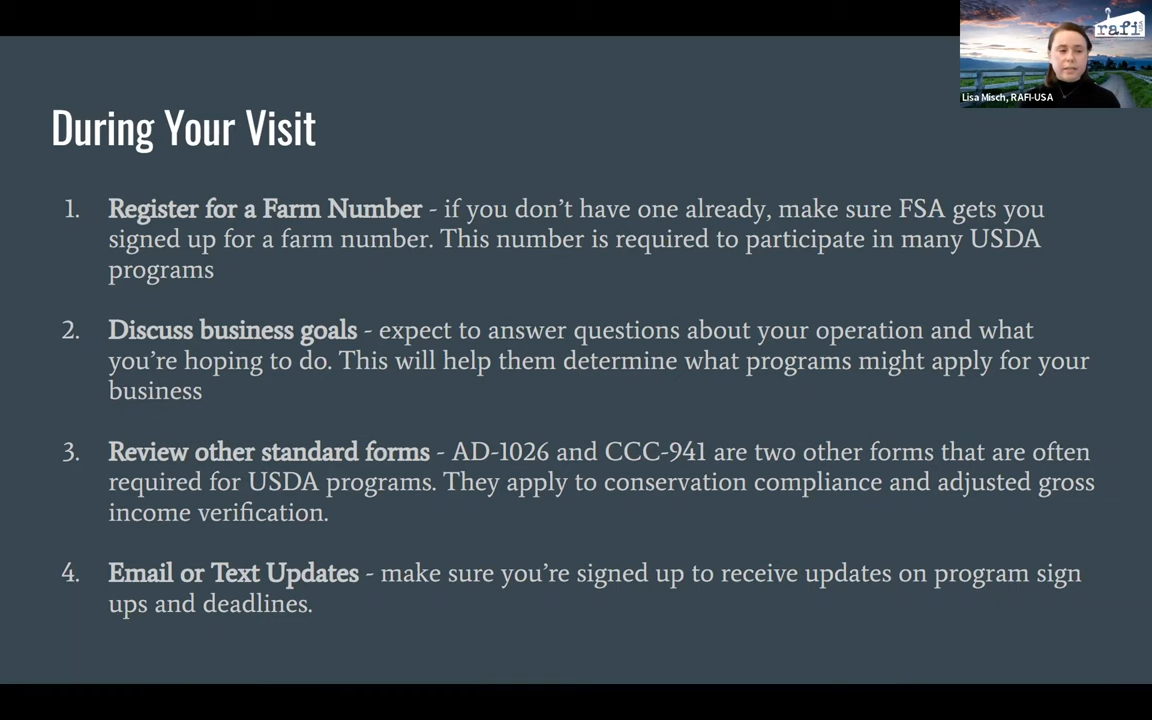 rafi
USA
Lisa Misch, RAFI-USA
During Your Visit
1. Register for a Farm Number - if you don't have one already, make sure FSA gets you
signed up for a farm number. This number is required to participate in many USDA
programs
2. Discuss business goals - expect to answer questions about your operation and what
you're hoping to do. This will help them determine what programs might apply for your
business
3. Review other standard forms - AD-1026 and CCC-941 are two other forms that are often
required for USDA programs. They apply to conservation compliance and adjusted gross
income verification.
4. Email or Text Updates - make sure you're signed up to receive updates on program sign
ups and deadlines.